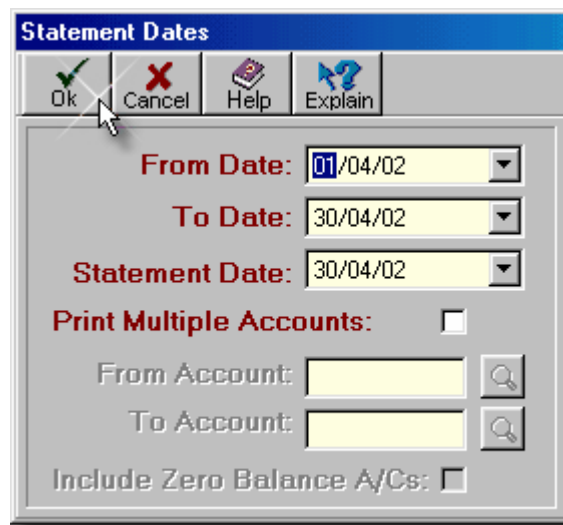 Statement Dates
Ok Cancel Help Explain
From Date: 01/04/02
To Date: 30/04/02
Statement Date: 30/04/02
Print Multiple Accounts:
From Account:
To Account:
Include Zero Balance A/Cs: